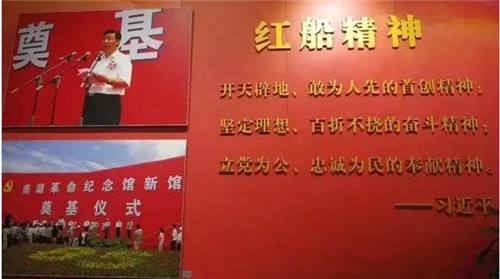 奠 基
南湖革命纪念馆新馆
奠基仪式
红船精神
开天辟地、敢为人先的首创精神；
坚定理想、百折不挠的奋斗精神；
立党为公、忠诚为民的奉献精神。
——习近平